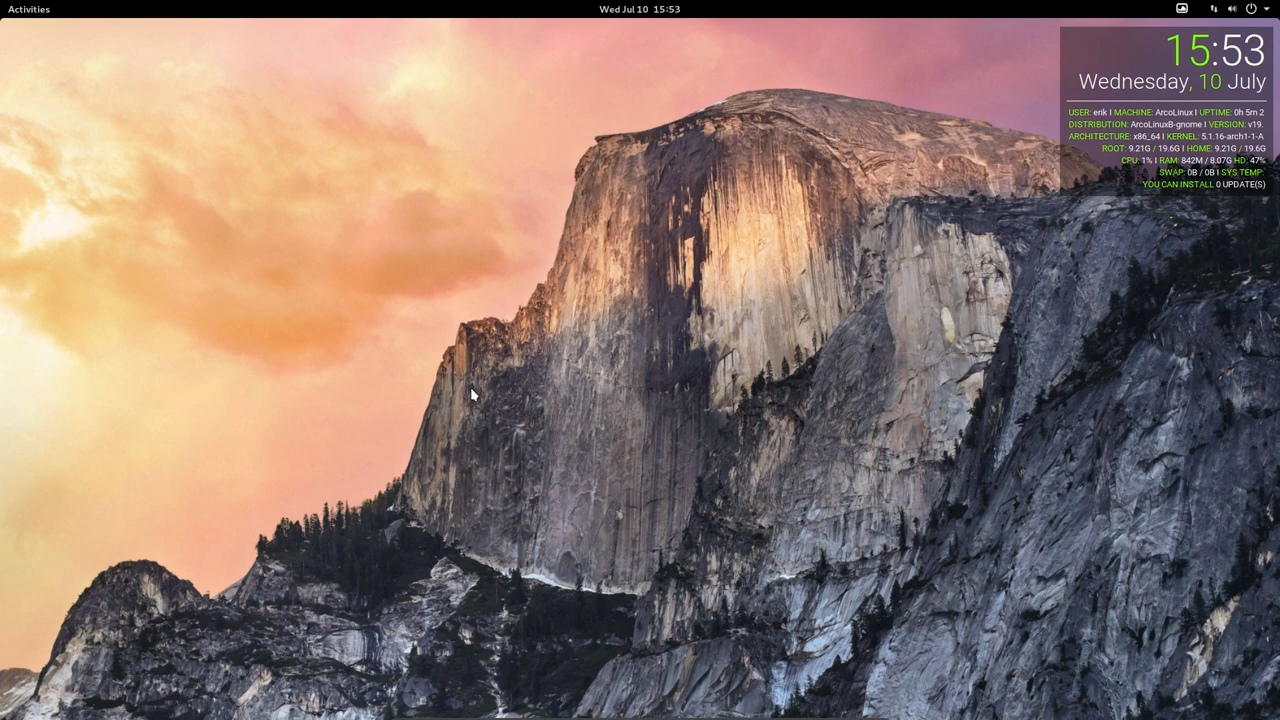 Activities
Wed Jul 10 15:53
15:53
Wednesday, 10 July
USER: erik I MACHINE: ArcoLinux I UPTIME: 0h 5m 2
DISTRIBUTION: ArcoLinuxB-gnome I VERSION: v19.
ARCHITECTURE: x86_64 I KERNEL: 5.1.16-arch1-1-A
ROOT: 9.21G / 19.6G I HOME: 9.21G / 19.6G
CPU: 1% I RAM: 842M / 8.07G HD: 47%
SWAP: 0B / 0B I SYS TEMP:
YOU CAN INSTALL 0 UPDATE(S)